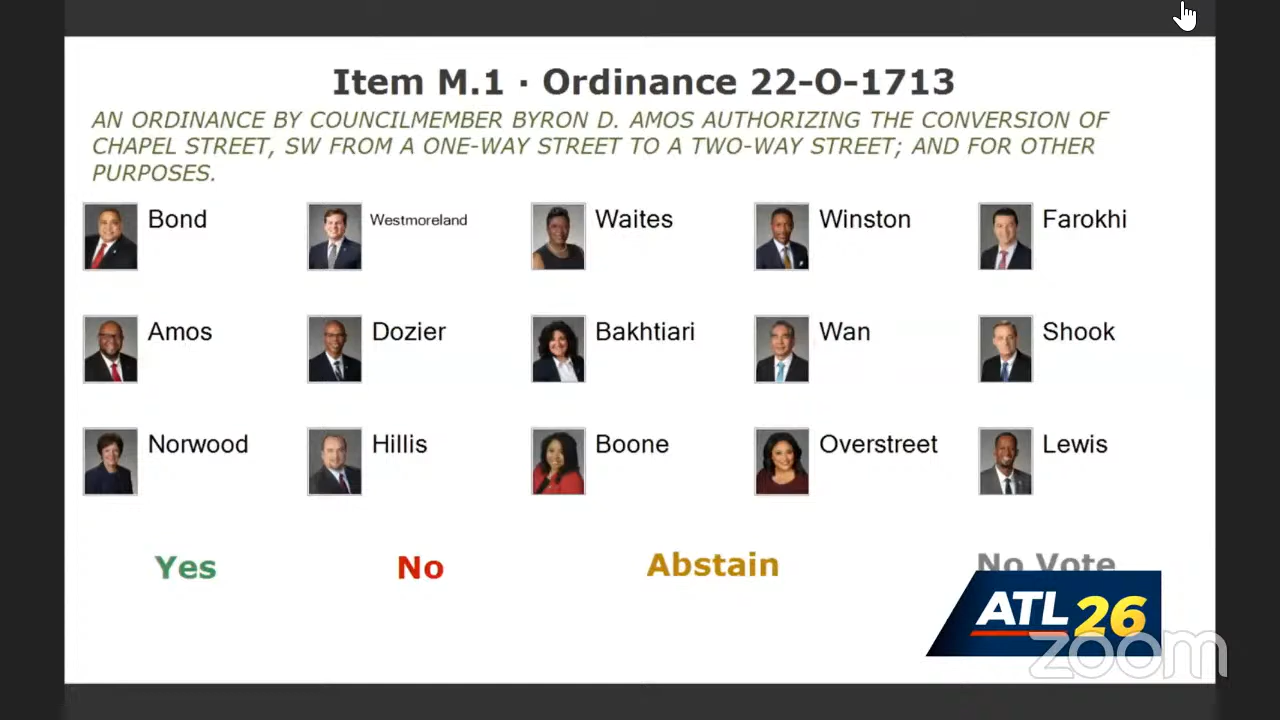 Item M.1 · Ordinance 22-O-1713
AN ORDINANCE BY COUNCILMEMBER BYRON D. AMOS AUTHORIZING THE CONVERSION OF
CHAPEL STREET, SW FROM A ONE-WAY STREET TO A TWO-WAY STREET; AND FOR OTHER
PURPOSES.
Bond Westmoreland Waites Winston Farokhi
Amos Dozier Bakhtiari Wan Shook
Norwood Hillis Boone Overstreet Lewis
Yes No Abstain No Vote
ATL 26
zoom